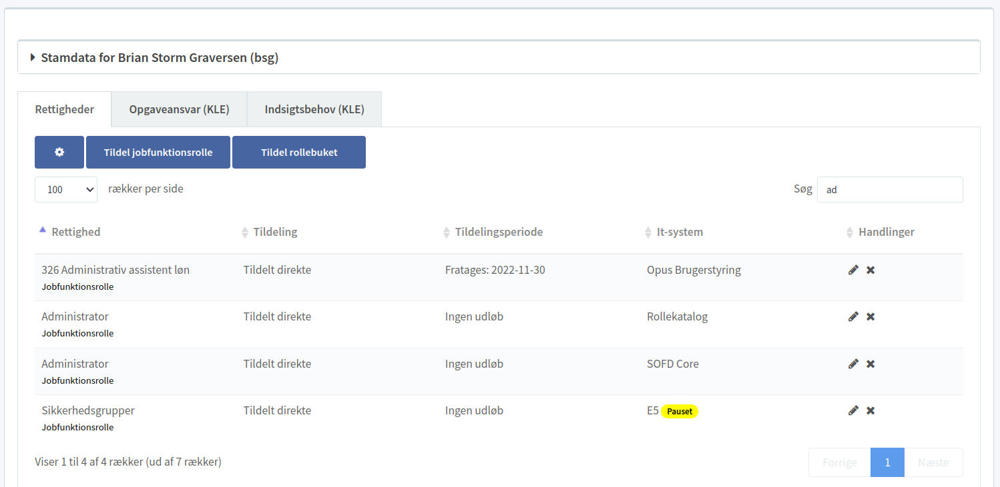 Stamdata for Brian Storm Graversen (bsg)
Rettigheder Opgaveansvar (KLE) Indsigtsbehov (KLE)
Tildel jobfunktionsrolle Tildel rollebuket
100 rækker per side Søg ad
Rettighed Tildeling Tildelingsperiode It-system Handlinger
326 Administrativ assistent løn Tildelt direkte Fratages: 2022-11-30 Opus Brugerstyring
Jobfunktionsrolle
Administrator Tildelt direkte Ingen udløb Rollekatalog
Jobfunktionsrolle
Administrator Tildelt direkte Ingen udløb SOFD Core
Jobfunktionsrolle
Sikkerhedsgrupper Tildelt direkte Ingen udløb E5 Pauset
Jobfunktionsrolle
Viser 1 til 4 af 4 rækker (ud af 7 rækker) Forrige 1 Næste